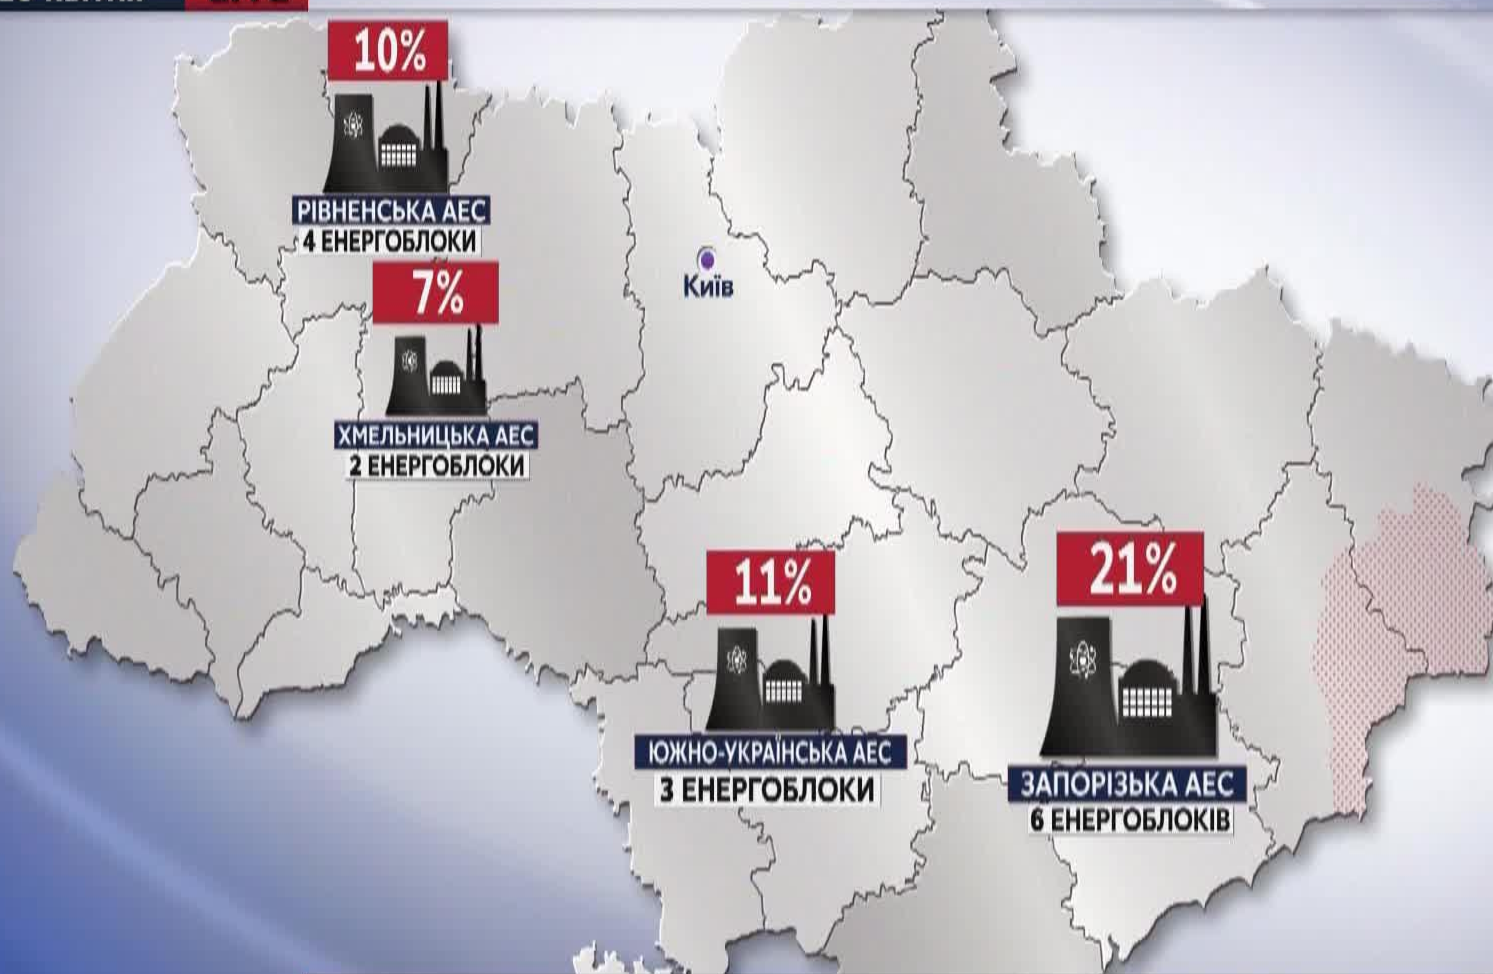 10%
РІВНЕНСЬКА АЕС
4 ЕНЕРГОБЛОКИ
7%
ХМЕЛЬНИЦЬКА АЕС
2 ЕНЕРГОБЛОКИ
Київ
11%
ЮЖНО-УКРАЇНСЬКА АЕС
3 ЕНЕРГОБЛОКИ
21%
ЗАПОРІЗЬКА АЕС
6 ЕНЕРГОБЛОКІВ